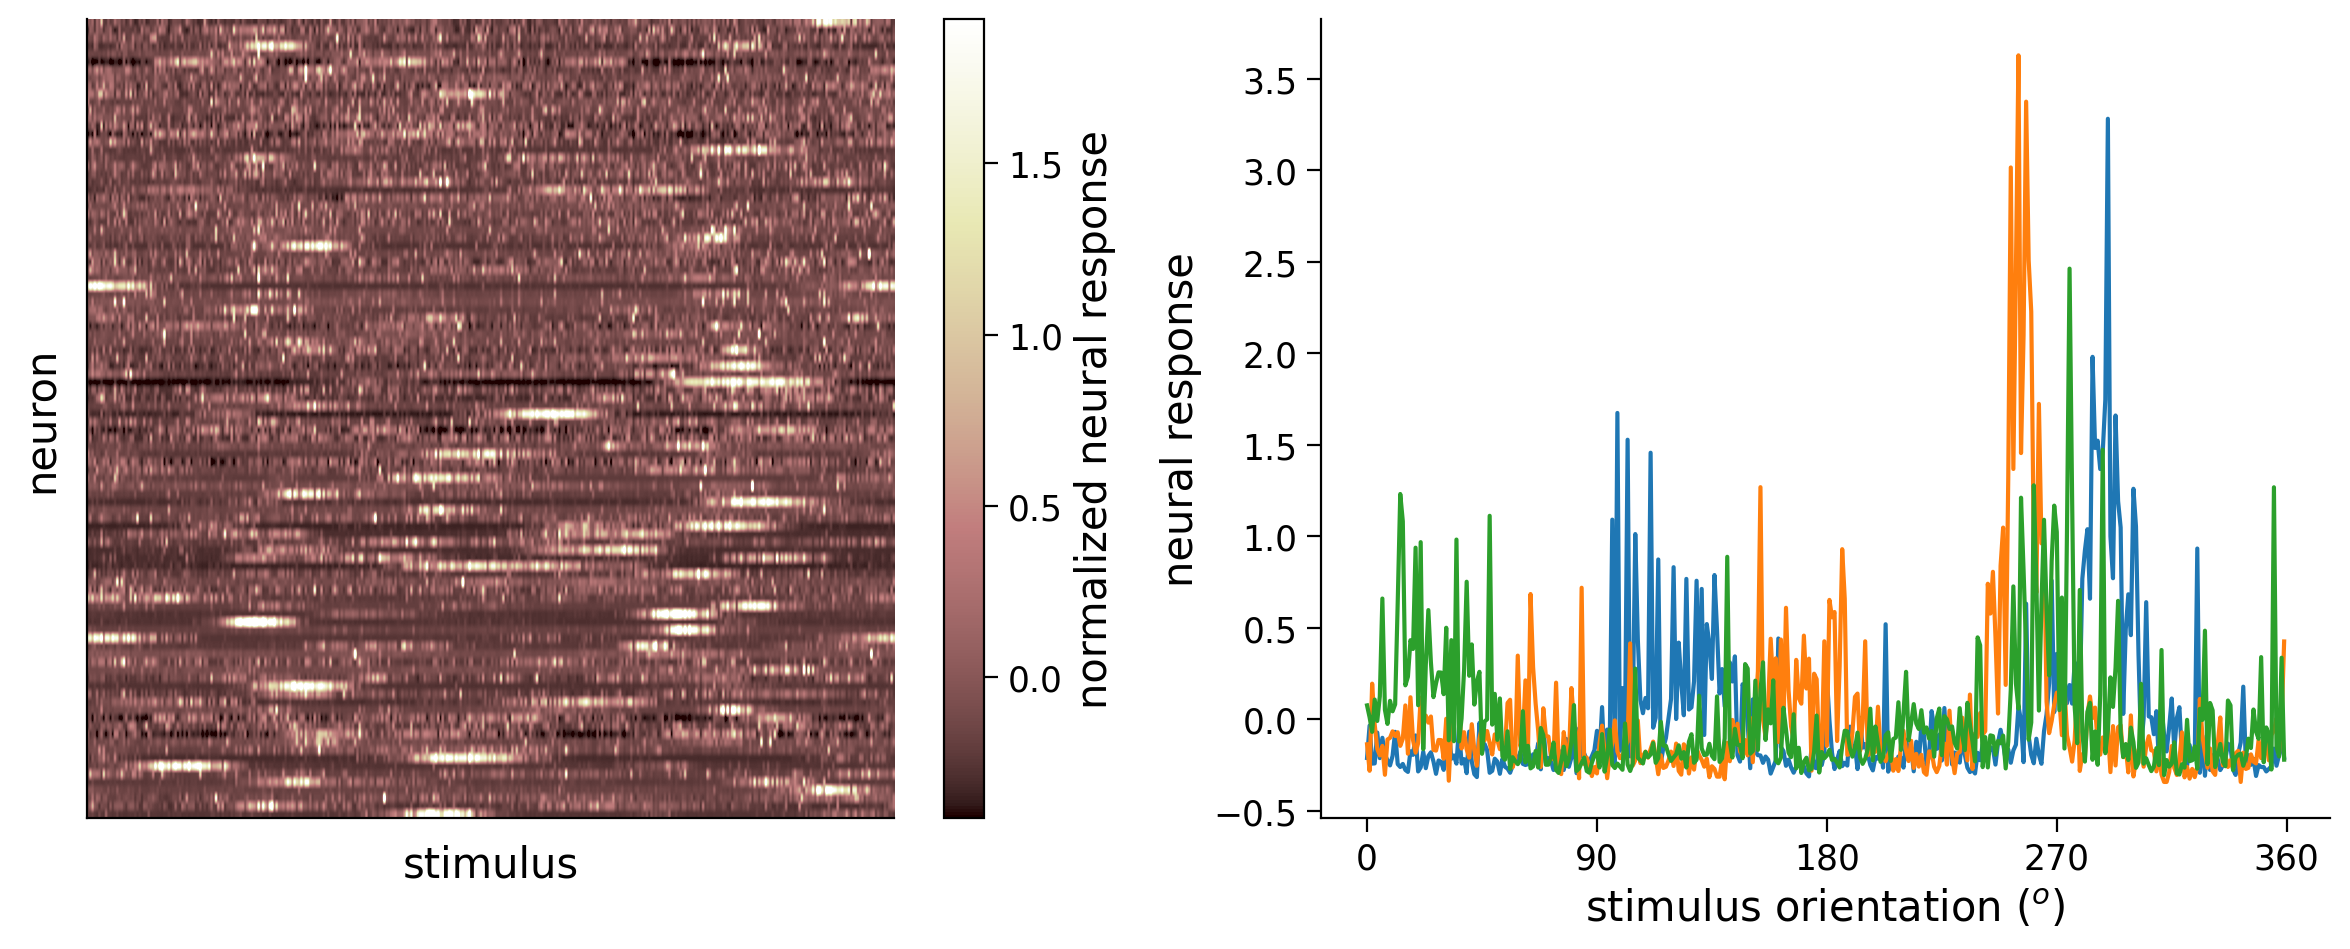 neuron
stimulus
1.5
1.0
0.5
0.0
normalized neural response
neural response
3.5
3.0
2.5
2.0
1.5
1.0
0.5
0.0
−0.5
0 90 180 270 360
stimulus orientation (o)